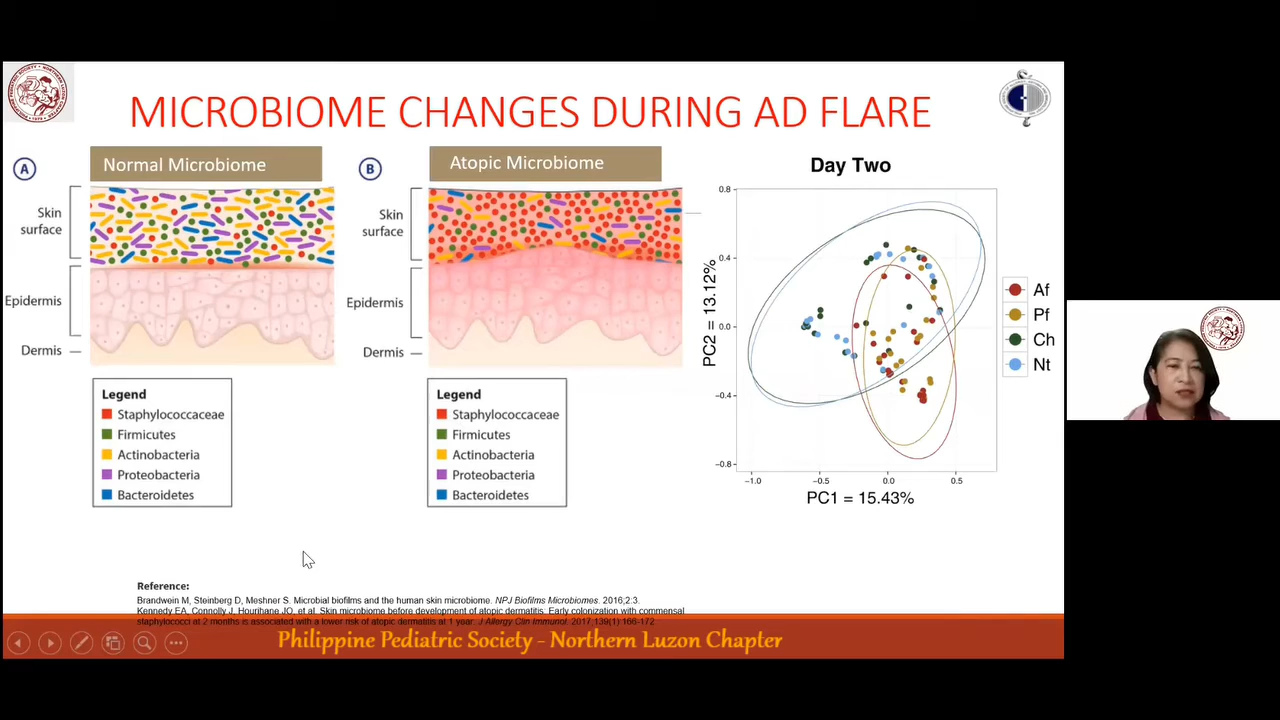 MICROBIOME CHANGES DURING AD FLARE
A
Normal Microbiome
Skin
surface
Epidermis
Dermis
Legend
Staphylococcaceae
Firmicutes
Actinobacteria
Proteobacteria
Bacteroidetes
B
Atopic Microbiome
Skin
surface
Epidermis
Dermis
Legend
Staphylococcaceae
Firmicutes
Actinobacteria
Proteobacteria
Bacteroidetes
Day Two
PC2 = 13.12%
0.8
0.4
0.0
−0.4
−0.8
−1.0 −0.5 0.0 0.5
PC1 = 15.43%
Af
Pf
Ch
Nt
Reference:
Brandwein M, Steinberg D, Meshner S. Microbial biofilms and the human skin microbiome. NPJ Biofilms Microbiomes. 2016;2:3.
Kennedy EA, Connolly J, Hourihane JO, et al. Skin microbiome before development of atopic dermatitis: Early colonization with commensal
staphylococci at 2 months is associated with a lower risk of atopic dermatitis at 1 year. J Allergy Clin Immunol. 2017;139(1):166-172
Philippine Pediatric Society - Northern Luzon Chapter